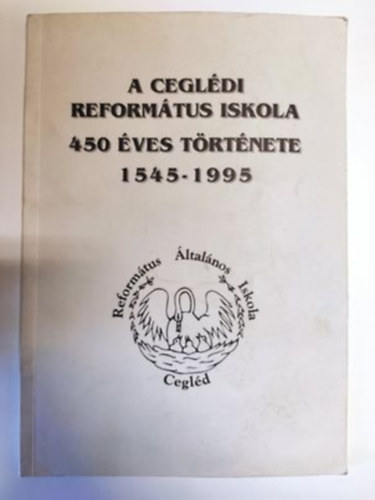 A CEGLÉDI
REFORMÁTUS ISKOLA
450 ÉVES TÖRTÉNETE
1545-1995
Református Általános Iskola
Cegléd